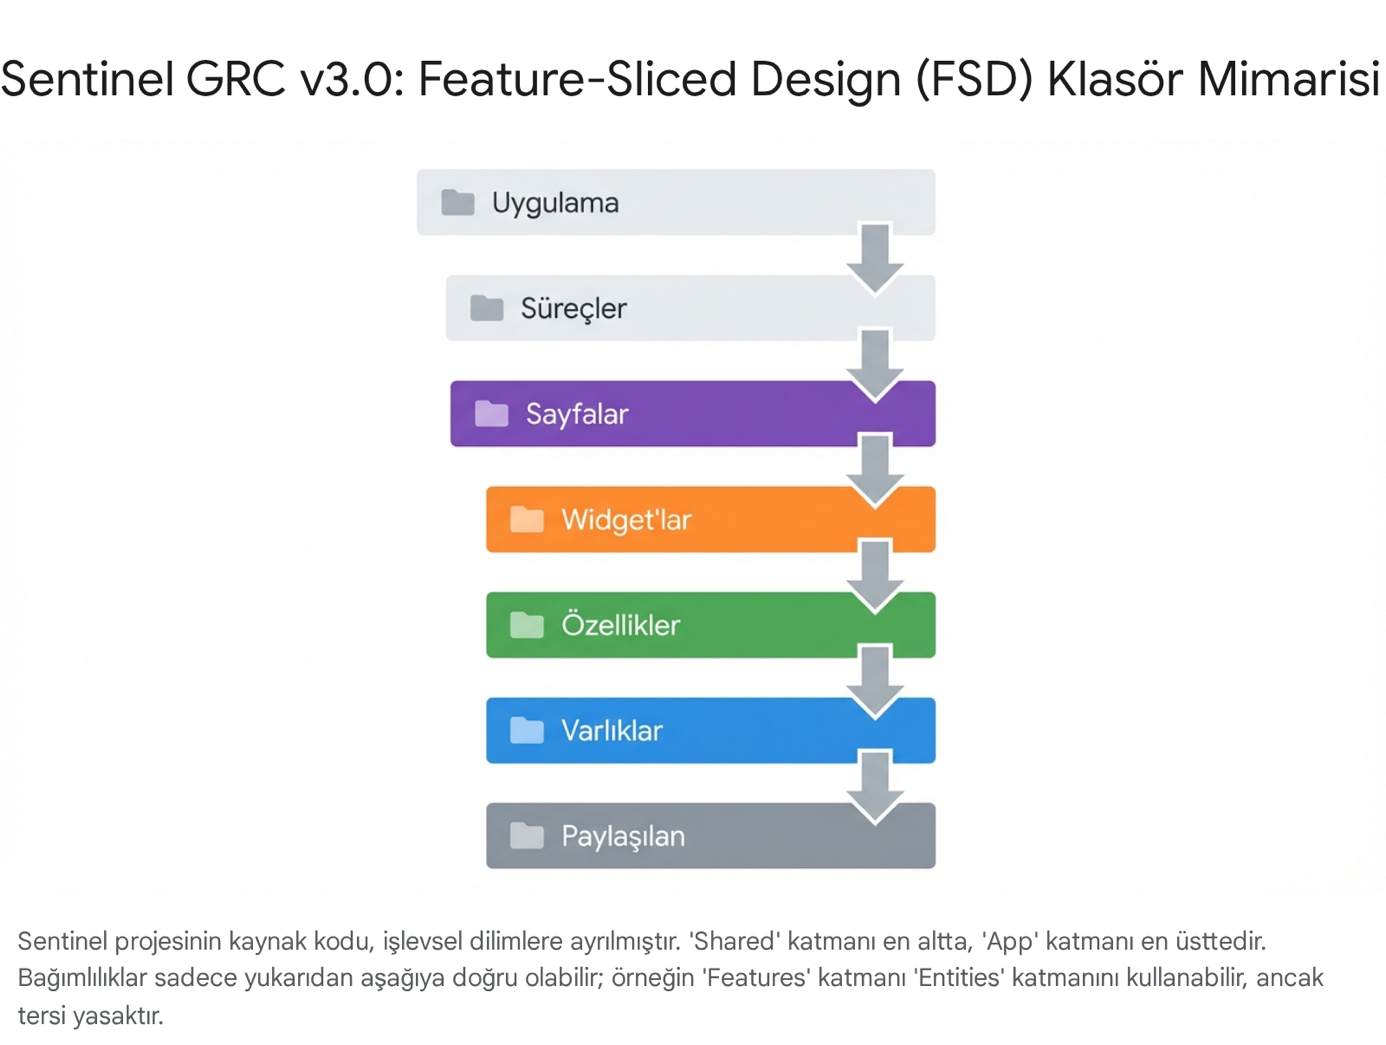 Sentinel GRC v3.0: Feature-Sliced Design (FSD) Klasör Mimarisi
Uygulama
Süreçler
Sayfalar
Widget'lar
Özellikler
Varlıklar
Paylaşılan
Sentinel projesinin kaynak kodu, işlevsel dilimlere ayrılmıştır. 'Shared' katmanı en altta, 'App' katmanı en üsttedir.
Bağımlılıklar sadece yukarıdan aşağıya doğru olabilir; örneğin 'Features' katmanı 'Entities' katmanını kullanabilir, ancak
tersi yasaktır.